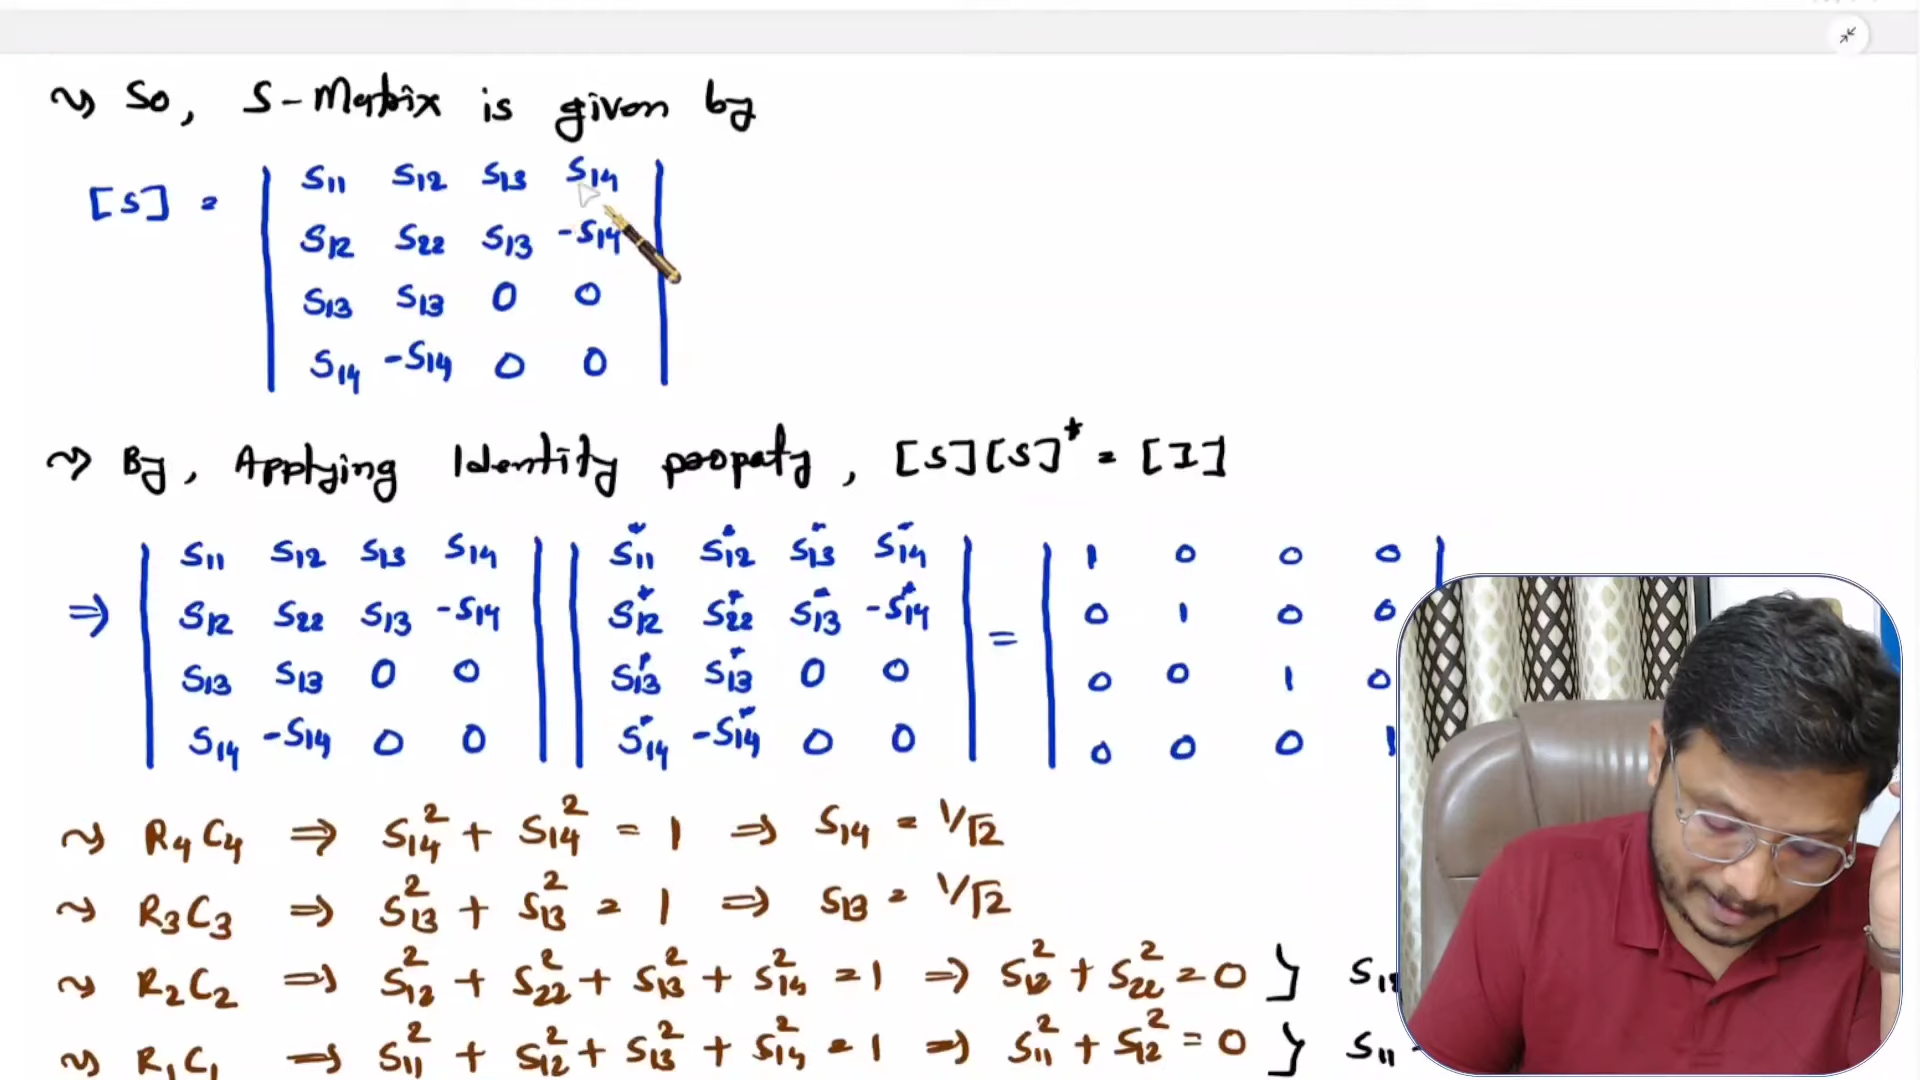 ~> So, S-Matrix is given by
[S] = | S11 S12 S13 S14 |
| S12 S22 S13 -S14 |
| S13 S13 0 0 |
| S14 -S14 0 0 |
~> By, Applying Identity propaty, [S][S]* = [I]
=> | S11 S12 S13 S14 | | S11* S12* S13* S14* | = | 1 0 0 0 |
| S12 S22 S13 -S14 | | S12* S22* S13* -S14* | | 0 1 0 0
| S13 S13 0 0 | | S13* S13* 0 0 | | 0 0 1 0
| S14 -S14 0 0 | | S14* -S14* 0 0 | | 0 0 0 1
~> R4C4 => S14² + S14² = 1 => S14 = 1/√2
~> R3C3 => S13² + S13² = 1 => S13 = 1/√2
~> R2C2 => S12² + S22² + S13² + S14² = 1 => S12² + S22² = 0 }
~> R1C1 => S11² + S12² + S13² + S14² = 1 => S11² + S12² = 0 } S11